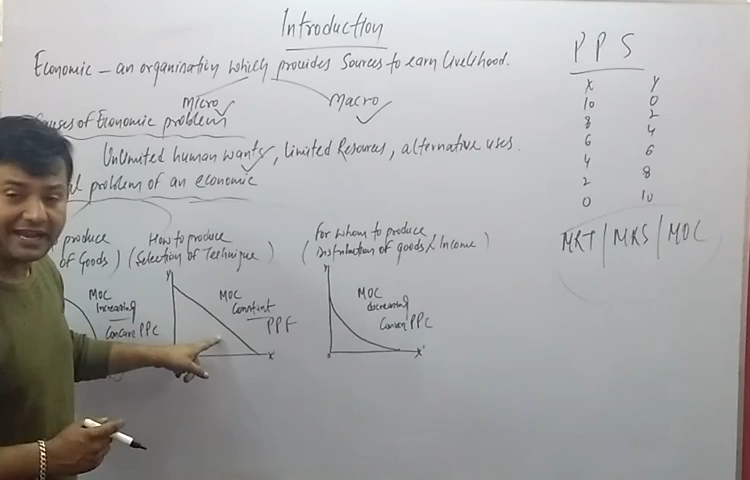 Introduction
Economic - an organisation which provides Sources to earn Livelihood.
Micro Macro
Causes of Economic problem
Unlimited human wants, Limited Resources, alternative uses.
problem of an economic
produce
of Goods)
How to produce
(Selection of Technique)
For whom to produce
(Distribution of goods & Income)
MOC
Increasing
Concave PPC
Y
MOC
Constant
PPF
X
Y
MOC
decreasing
Convex PPC
0
X
PPS
X Y
10 0
8 2
6 4
4 6
2 8
0 10
MRT / MRS / MOC